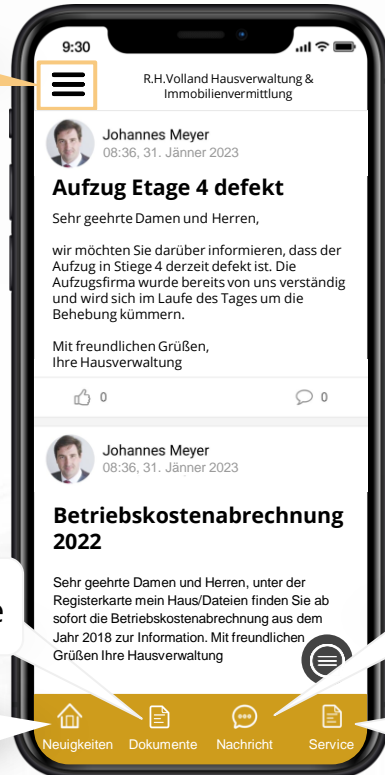 9:30
R.H.Volland Hausverwaltung &
Immobilienvermittlung
Johannes Meyer
08:36, 31. Jänner 2023
Aufzug Etage 4 defekt
Sehr geehrte Damen und Herren,
wir möchten Sie darüber informieren, dass der
Aufzug in Stiege 4 derzeit defekt ist. Die
Aufzugsfirma wurde bereits von uns verständig
und wird sich im Laufe des Tages um die
Behebung kümmern.
Mit freundlichen Grüßen,
Ihre Hausverwaltung
0 0
Johannes Meyer
08:36, 31. Jänner 2023
Betriebskostenabrechnung
2022
Sehr geehrte Damen und Herren, unter der
Registerkarte mein Haus/Dateien finden Sie ab
sofort die Betriebskostenabrechnung aus dem
Jahr 2018 zur Information. Mit freundlichen
Grüßen Ihre Hausverwaltung
e
Neuigkeiten Dokumente Nachricht Service